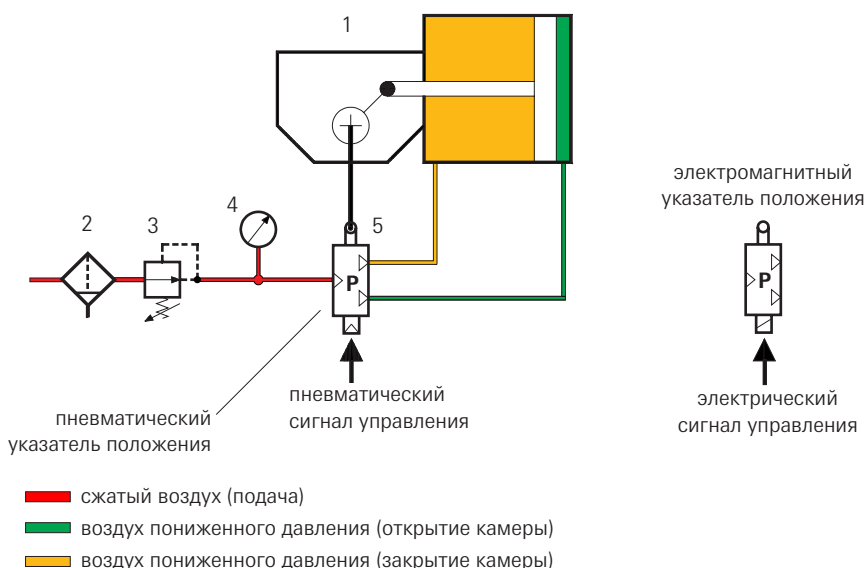 1
2
3
4
5
P
электромагнитный
указатель положения
P
пневматический
сигнал управления
пневматический
указатель положения
электрический
сигнал управления
сжатый воздух (подача)
воздух пониженного давления (открытие камеры)
воздух пониженного давления (закрытие камеры)